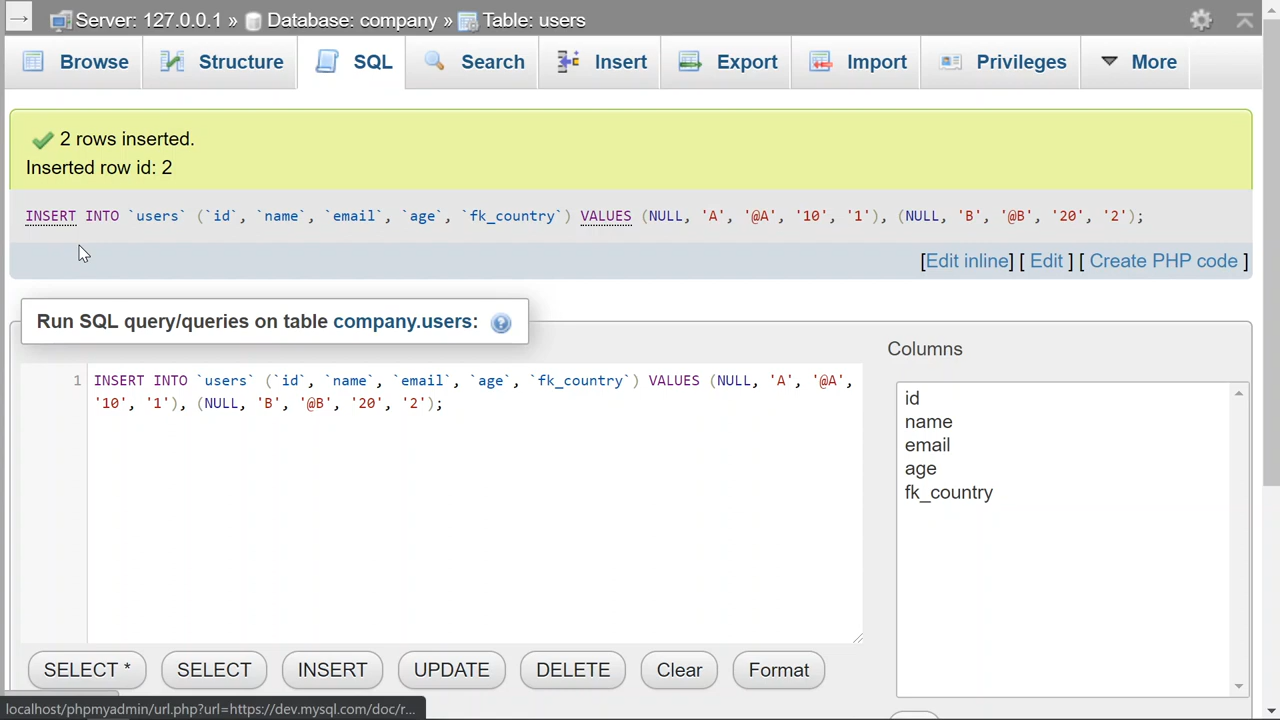 Server: 127.0.0.1 » Database: company » Table: users
Browse Structure SQL Search Insert Export Import Privileges More
2 rows inserted.
Inserted row id: 2
INSERT INTO `users` (`id`, `name`, `email`, `age`, `fk_country`) VALUES (NULL, 'A', '@A', '10', '1'), (NULL, 'B', '@B', '20', '2');
[Edit inline] [ Edit ] [ Create PHP code ]
Run SQL query/queries on table company.users:
Columns
1 INSERT INTO `users` (`id`, `name`, `email`, `age`, `fk_country`) VALUES (NULL, 'A', '@A',
'10', '1'), (NULL, 'B', '@B', '20', '2');
id
name
email
age
fk_country
SELECT * SELECT INSERT UPDATE DELETE Clear Format
localhost/phpmyadmin/url.php?url=https://dev.mysql.com/doc/r...